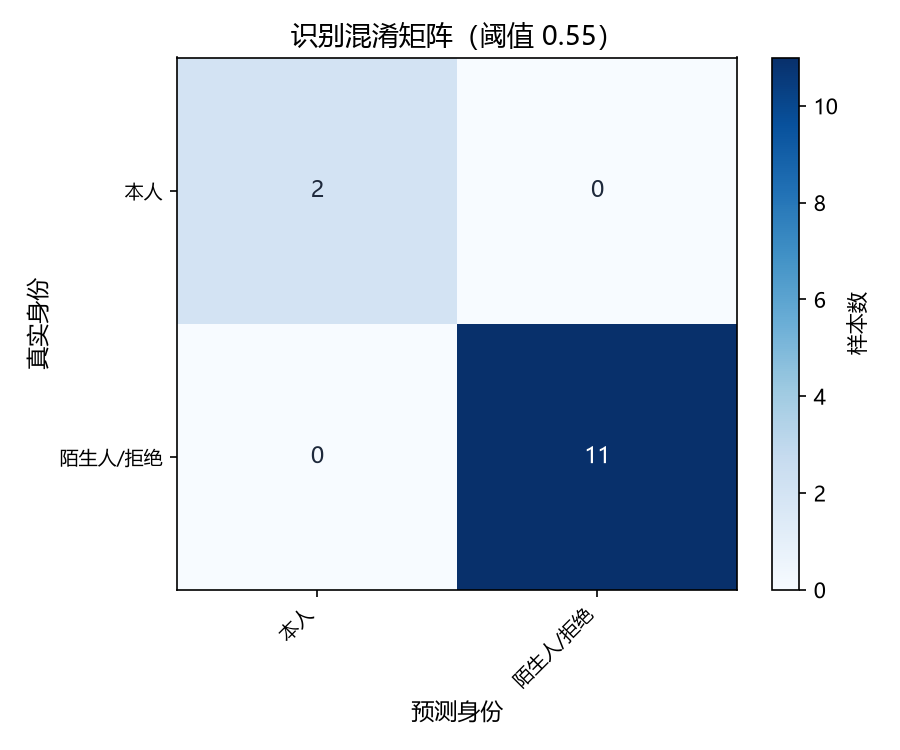 识别混淆矩阵（阈值 0.55）
真实身份
本人
陌生人/拒绝
2
0
0
11
本人
陌生人/拒绝
预测身份
10
8
6
4
2
0
样本数